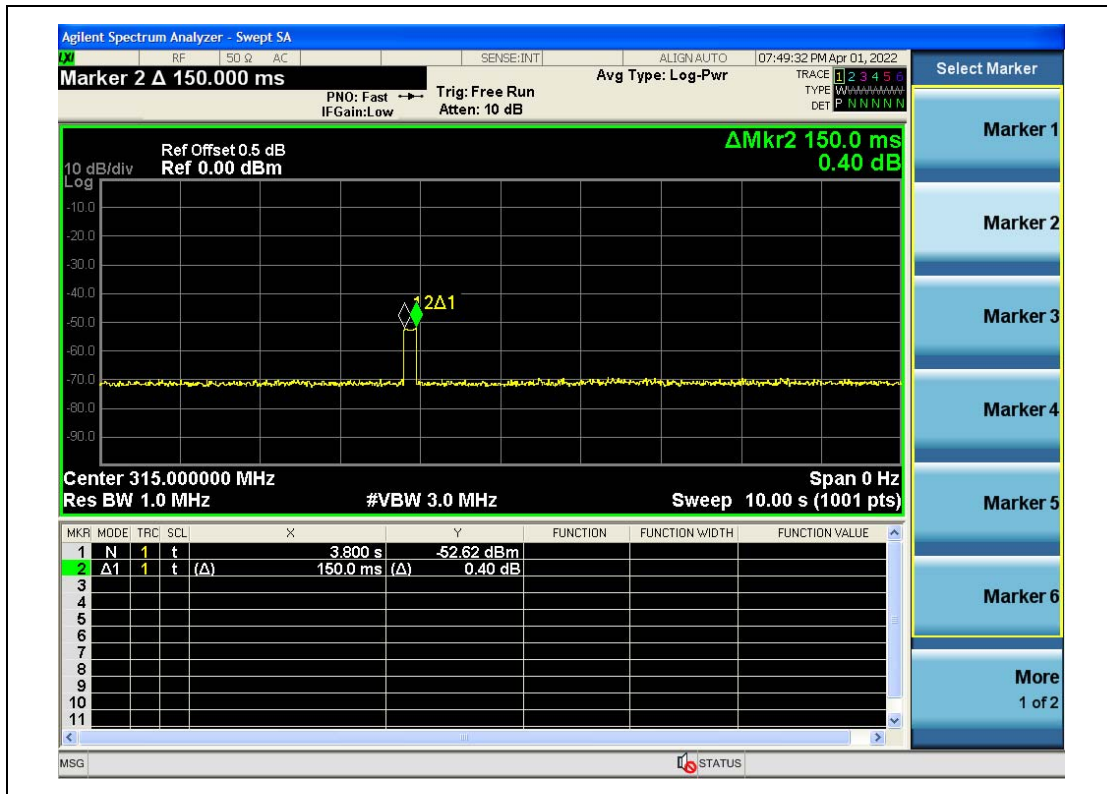 Agilent Spectrum Analyzer - Swept SA
LXI RF 50 Ω AC SENSE:INT ALIGN AUTO 07:49:32 PM Apr 01, 2022
Marker 2 Δ 150.000 ms
PNO: Fast
IFGain:Low
Trig: Free Run
Atten: 10 dB
Avg Type: Log-Pwr
TRACE 1 2 3 4 5 6
TYPE W
DET P N N N N N
ΔMkr2 150.0 ms
0.40 dB
Ref Offset 0.5 dB
10 dB/div Ref 0.00 dBm
Log
-10.0
-20.0
-30.0
-40.0
-50.0
-60.0
-70.0
-80.0
-90.0
1 2Δ1
Center 315.000000 MHz Span 0 Hz
Res BW 1.0 MHz #VBW 3.0 MHz Sweep 10.00 s (1001 pts)
MKR MODE TRC SCL X Y FUNCTION FUNCTION WIDTH FUNCTION VALUE
1 N 1 t 3.800 s -52.62 dBm
2 Δ1 1 t (Δ) 150.0 ms (Δ) 0.40 dB
3
4
5
6
7
8
9
10
11
MSG STATUS
Select Marker
Marker 1
Marker 2
Marker 3
Marker 4
Marker 5
Marker 6
More
1 of 2